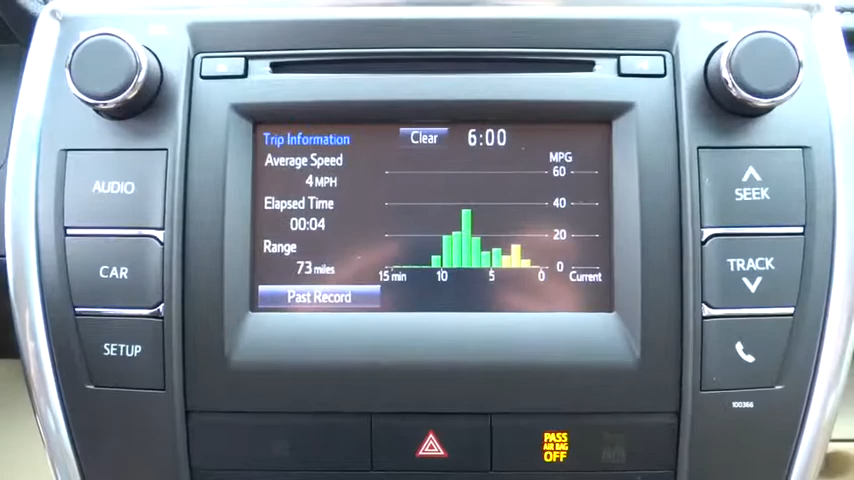 Trip Information
Clear
6:00
Average Speed
4 MPH
Elapsed Time
00:04
Range
73 miles
Past Record
MPG
60
40
20
0
15 min
10
5
0
Current
AUDIO
CAR
SETUP
SEEK
TRACK
100366
PASS
AIR BAG
OFF